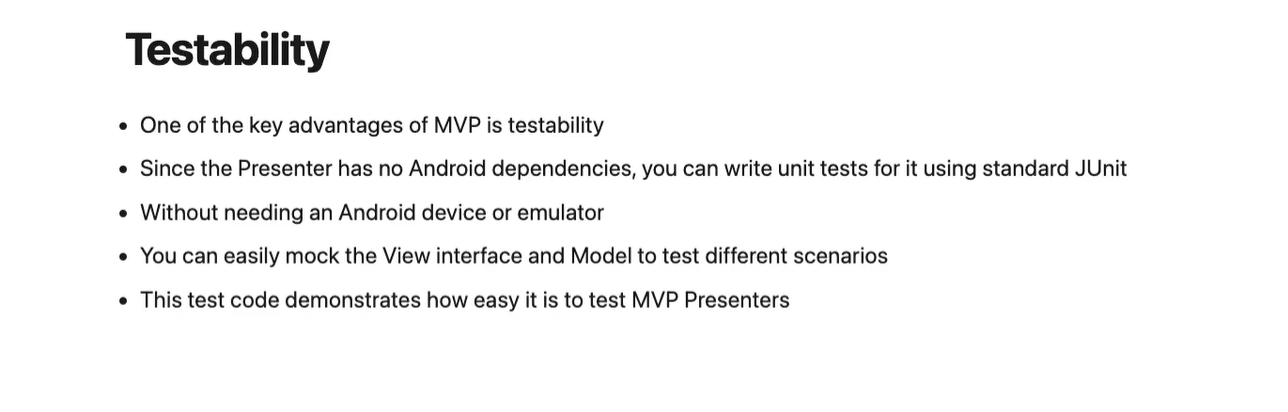 Testability
• One of the key advantages of MVP is testability
• Since the Presenter has no Android dependencies, you can write unit tests for it using standard JUnit
• Without needing an Android device or emulator
• You can easily mock the View interface and Model to test different scenarios
• This test code demonstrates how easy it is to test MVP Presenters